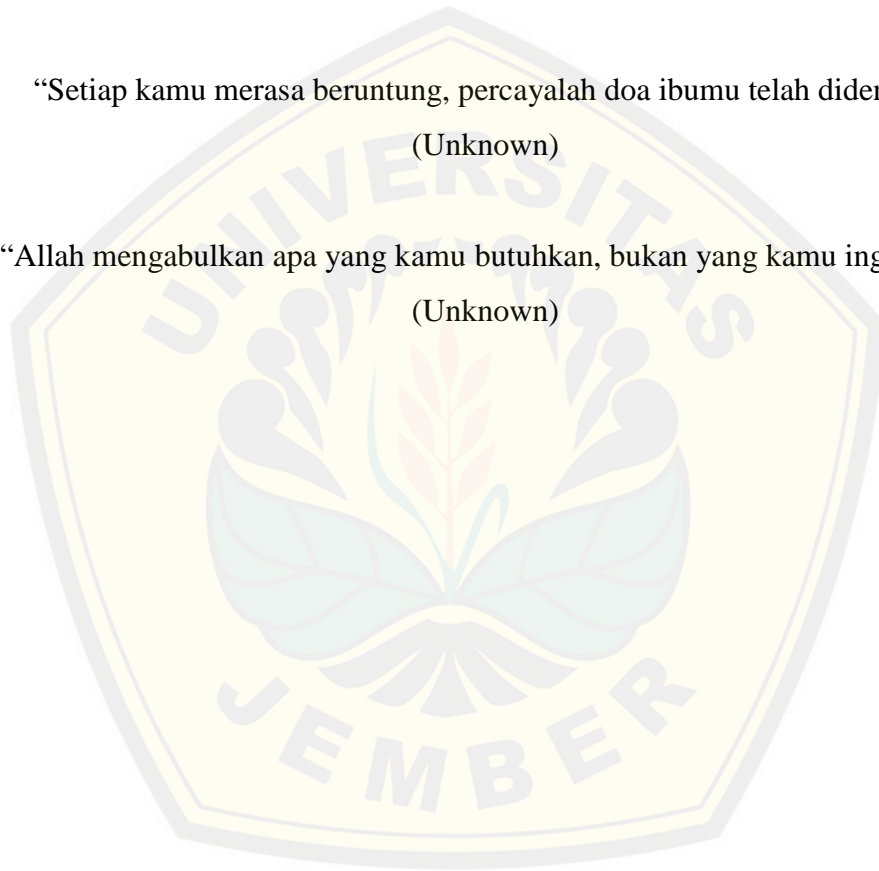 “Setiap kamu merasa beruntung, percayalah doa ibumu telah
(Unknown)
“Allah mengabulkan apa yang kamu butuhkan, bukan yang kamu
(Unknown)
UNIVERSITAS
JEMBER